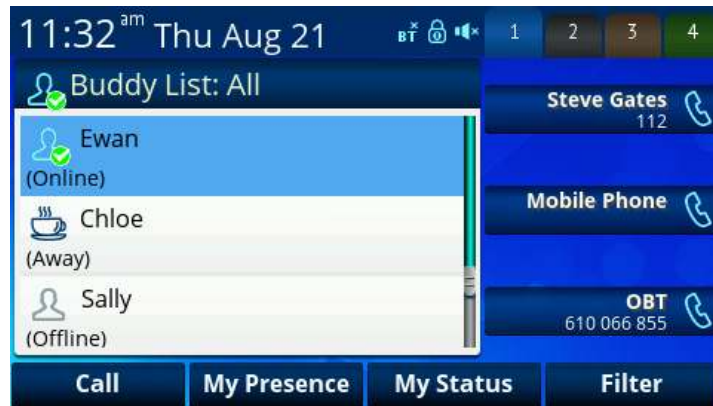 11:32 am Thu Aug 21 BT 1 2 3 4
Buddy List: All
Ewan
(Online)
Chloe
(Away)
Sally
(Offline)
Steve Gates
112
Mobile Phone
OBT
610 066 855
Call My Presence My Status Filter